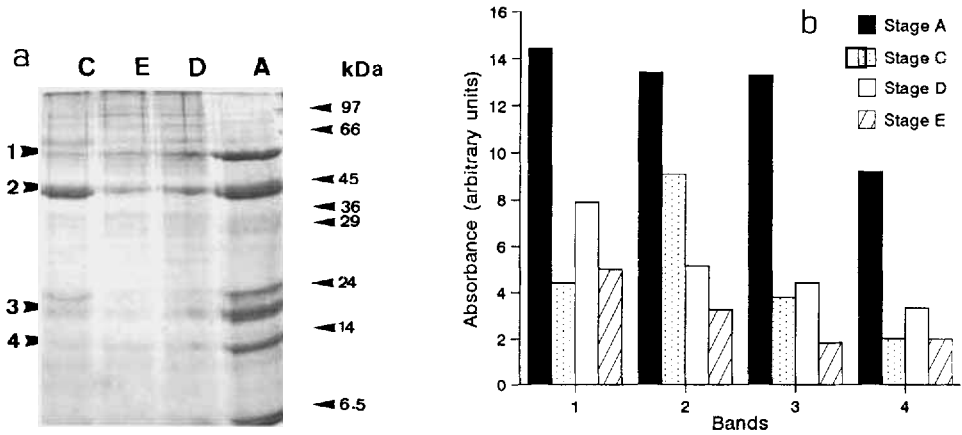 a
C E D A
kDa
97
66
1
45
2
36
29
24
3
14
4
6.5
b
Stage A
Stage C
Stage D
Stage E
Absorbance (arbitrary units)
16
14
12
10
8
6
4
2
0
1 2 3 4
Bands